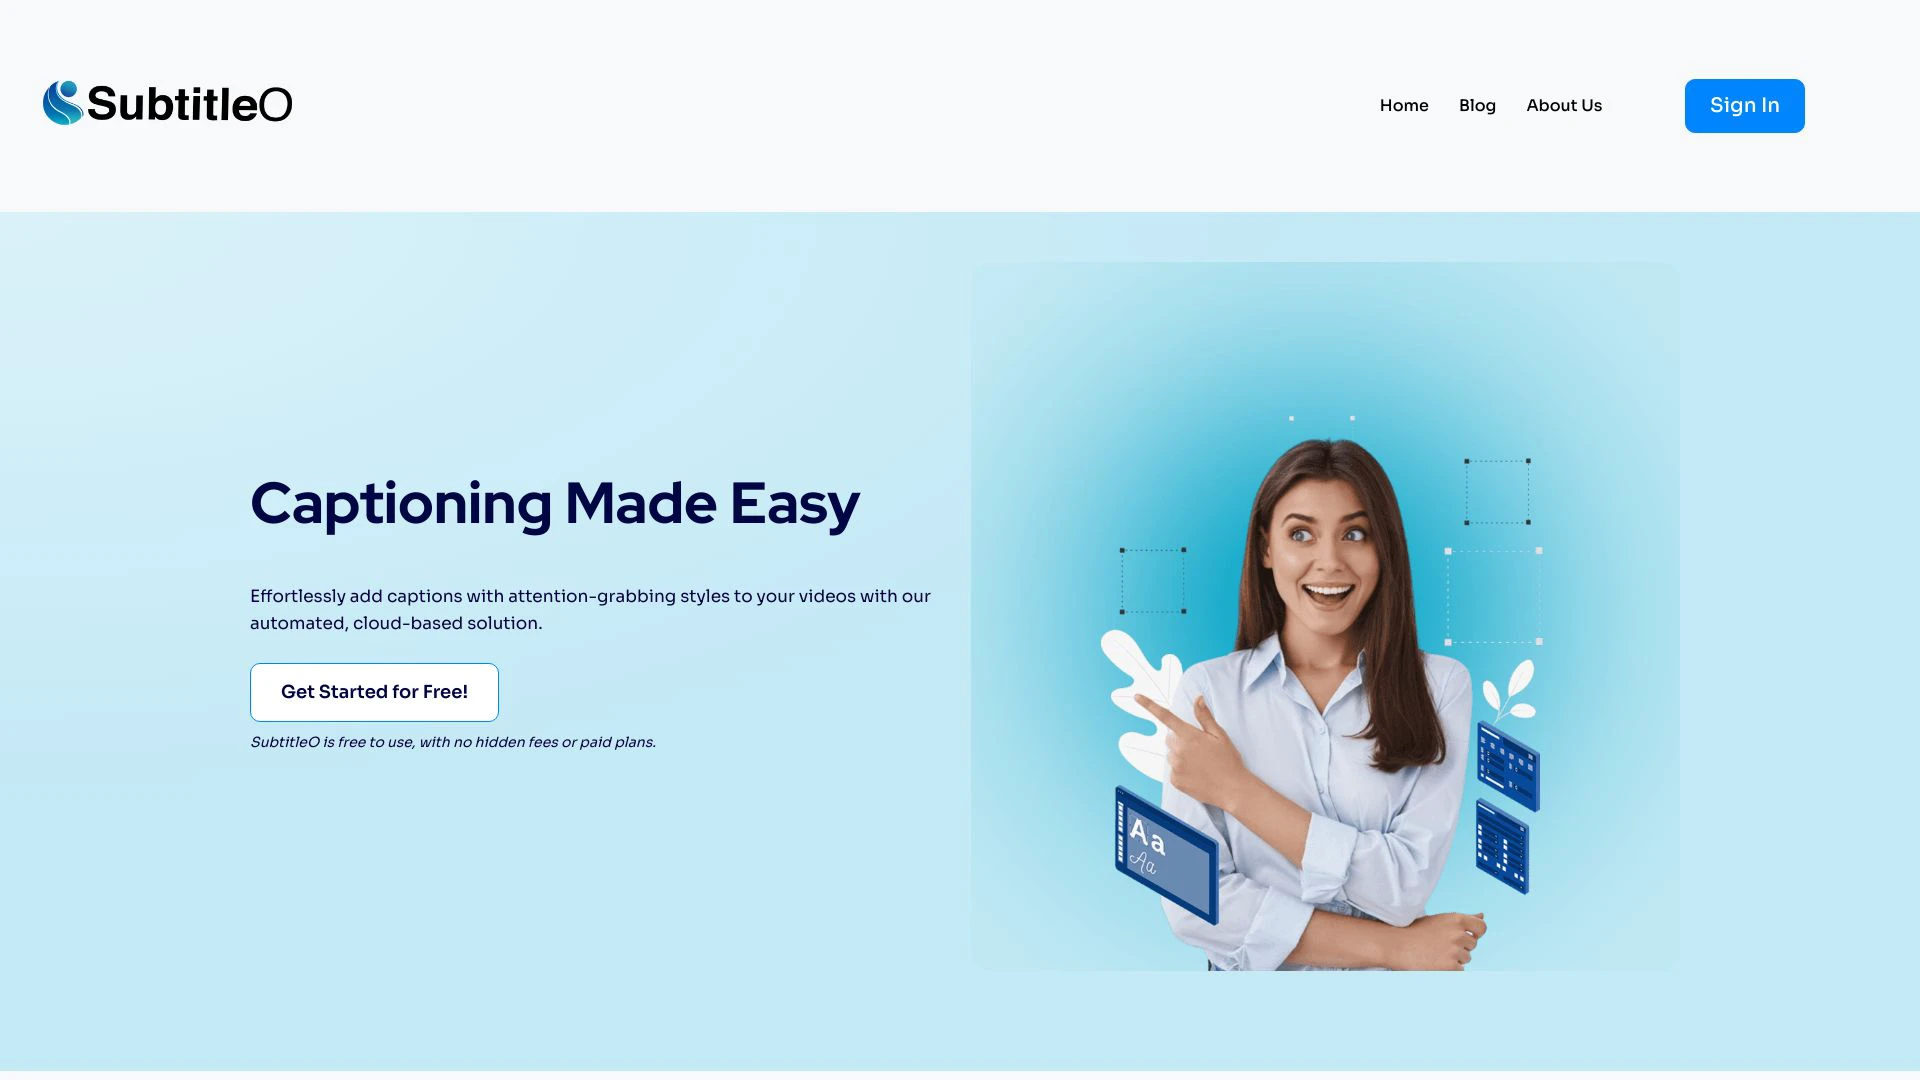 SubtitleO
Home
Blog
About Us
Sign In
Captioning Made Easy
Effortlessly add captions with attention-grabbing styles to your videos with our
automated, cloud-based solution.
Get Started for Free!
SubtitleO is free to use, with no hidden fees or paid plans.
Aa
Aa